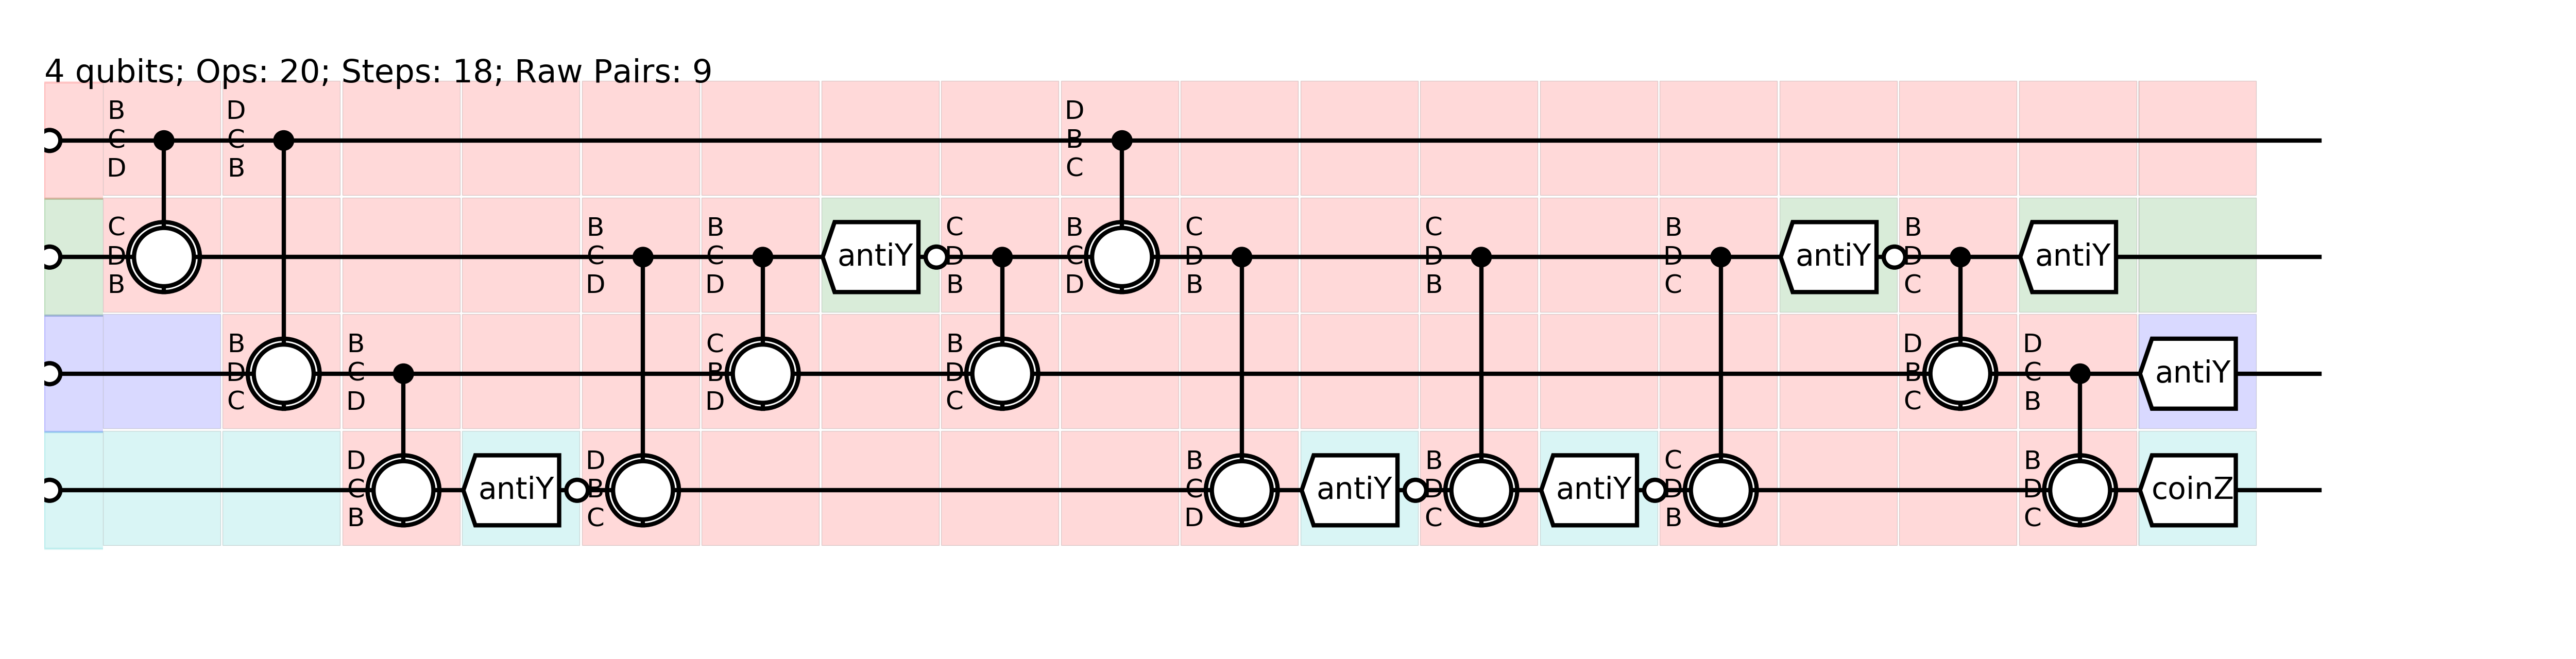 4 qubits; Ops: 20; Steps: 18; Raw Pairs: 9
B D D
C C B
D B C
C B B C B C C B B
D C C antiY D C D D D antiY D antiY
B D D B D B B C C
B B C B D D
D C B D B C antiY
C D D C C B
D D B B C B
C antiY B C antiY D antiY D D coinZ
B C D C B C